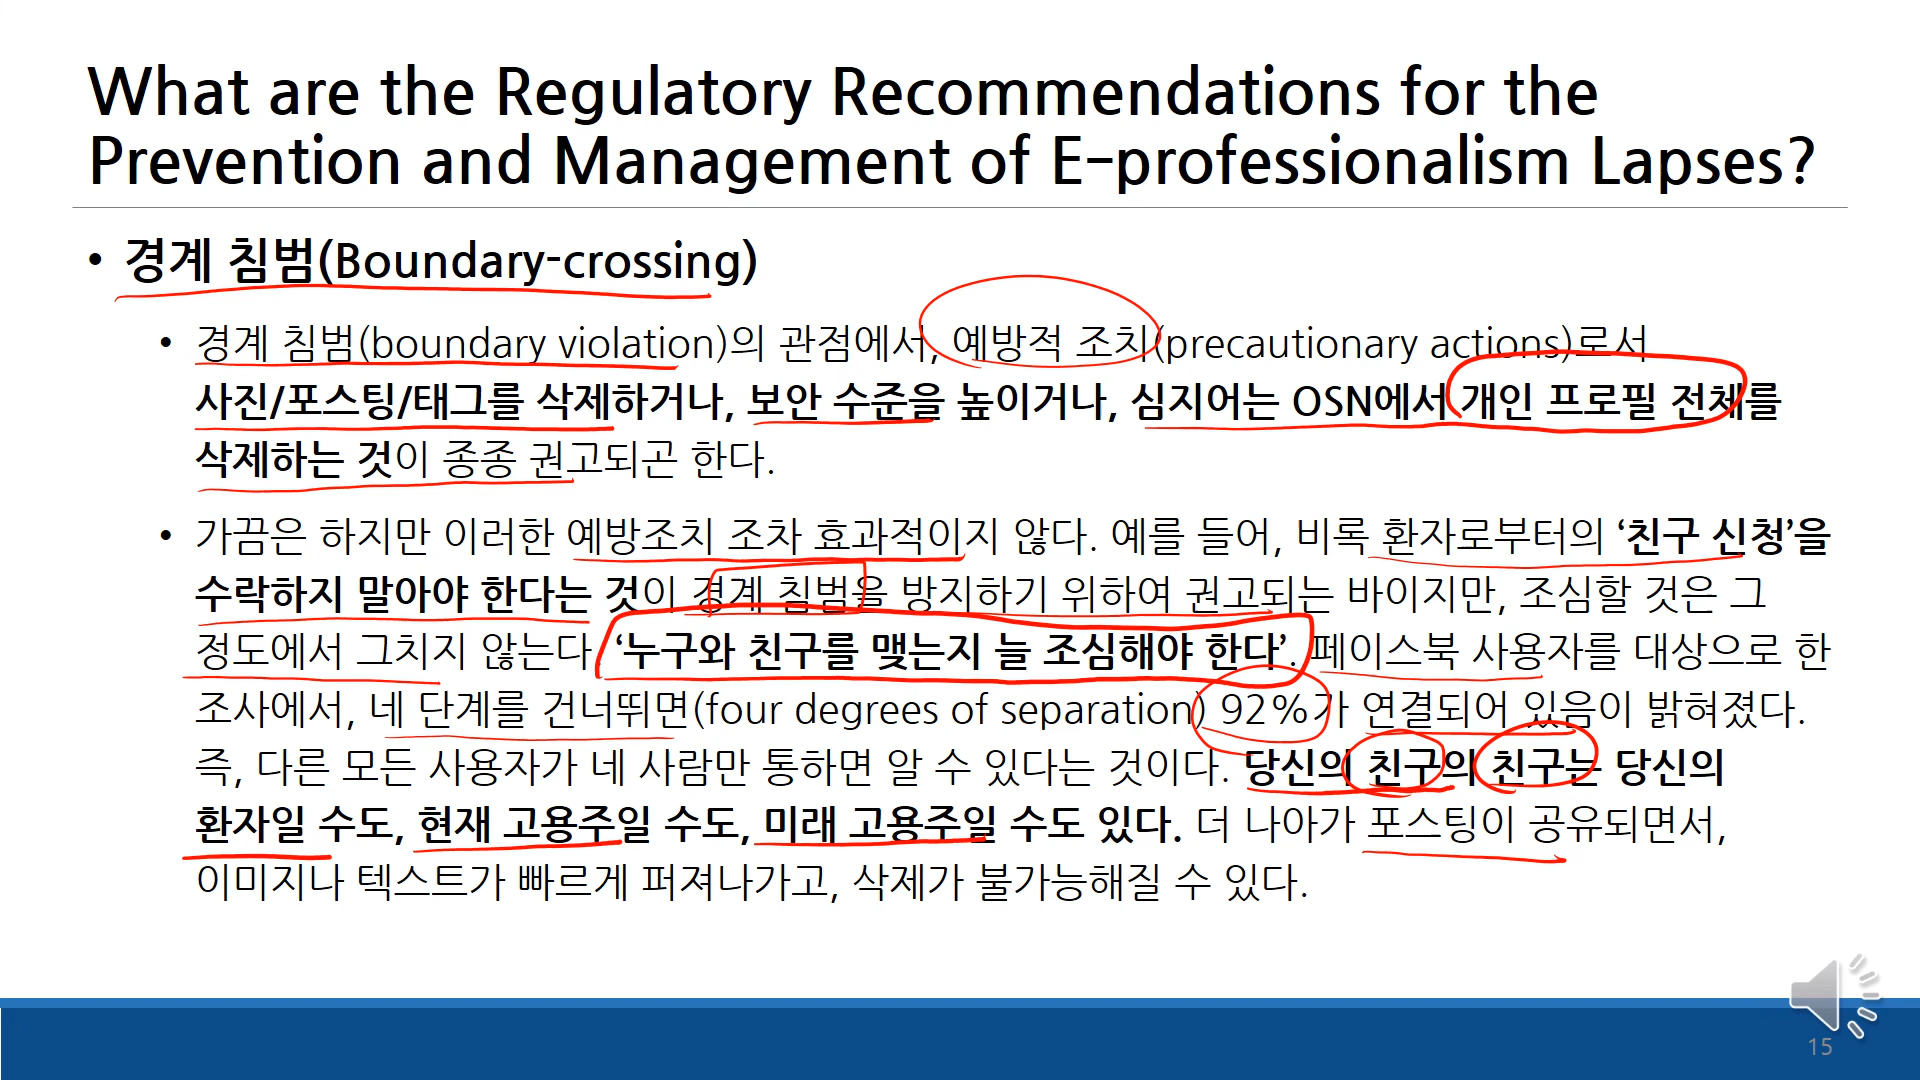 What are the Regulatory Recommendations for the
Prevention and Management of E-professionalism Lapses?
• 경계 침범(Boundary-crossing)
• 경계 침범(boundary violation)의 관점에서, 예방적 조치(precautionary actions)로서
사진/포스팅/태그를 삭제하거나, 보안 수준을 높이거나, 심지어는 OSN에서 개인 프로필 전체를
삭제하는 것이 종종 권고되곤 한다.
• 가끔은 하지만 이러한 예방조치 조차 효과적이지 않다. 예를 들어, 비록 환자로부터의 ‘친구 신청’을
수락하지 말아야 한다는 것이 경계 침범을 방지하기 위하여 권고되는 바이지만, 조심할 것은 그
정도에서 그치지 않는다. ‘누구와 친구를 맺는지 늘 조심해야 한다’. 페이스북 사용자를 대상으로 한
조사에서, 네 단계를 건너뛰면(four degrees of separation) 92%가 연결되어 있음이 밝혀졌다.
즉, 다른 모든 사용자가 네 사람만 통하면 알 수 있다는 것이다. 당신의 친구의 친구는 당신의
환자일 수도, 현재 고용주일 수도, 미래 고용주일 수도 있다. 더 나아가 포스팅이 공유되면서,
이미지나 텍스트가 빠르게 퍼져나가고, 삭제가 불가능해질 수 있다.
15